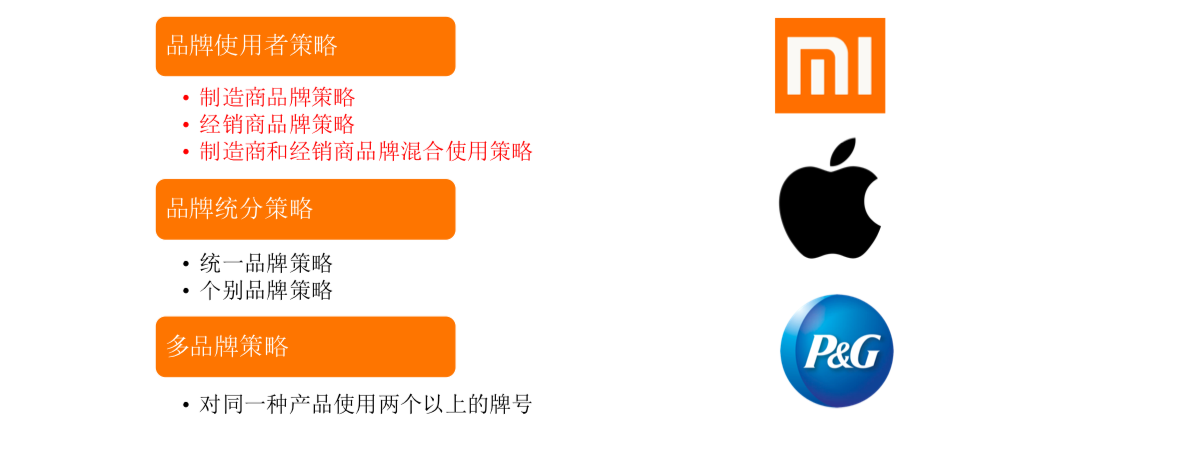 品牌使用者策略
• 制造商品牌策略
• 经销商品牌策略
• 制造商和经销商品牌混合使用策略
品牌统分策略
• 统一品牌策略
• 个别品牌策略
多品牌策略
• 对同一种产品使用两个以上的牌号
MI
P&G